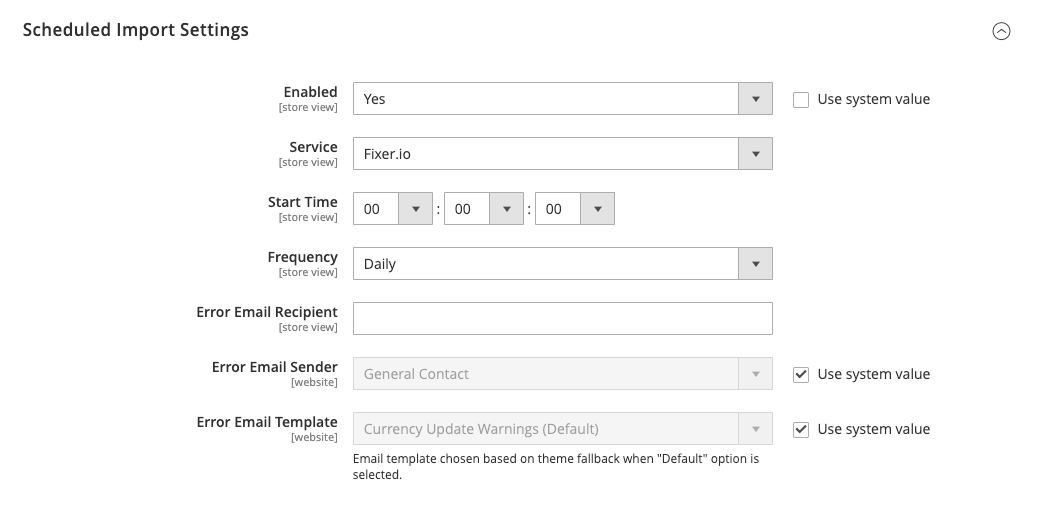 Scheduled Import Settings
Enabled
[store view]
Yes
Use system value
Service
[store view]
Fixer.io
Start Time
[store view]
00 : 00 : 00
Frequency
[store view]
Daily
Error Email Recipient
[store view]
Error Email Sender
[website]
General Contact
Use system value
Error Email Template
[website]
Currency Update Warnings (Default)
Use system value
Email template chosen based on theme fallback when "Default" option is
selected.